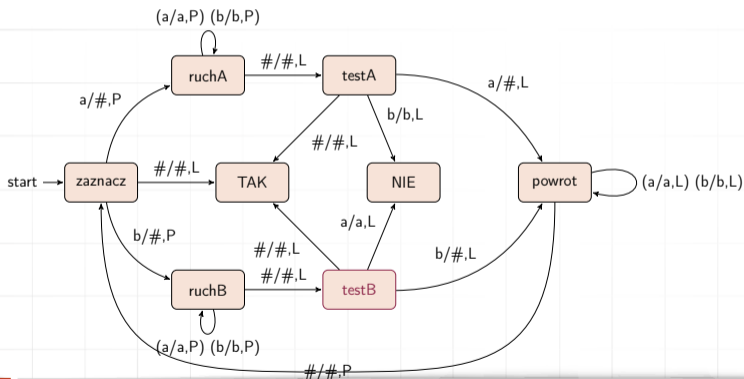 (a/a,P) (b/b,P)
ruchA
#/#,L
testA
a/#,L
a/#,P
b/b,L
#/#,L
start
zaznacz
#/#,L
TAK
NIE
powrot
(a/a,L) (b/b,L)
b/#,P
a/a,L
#/#,L
b/#,L
ruchB
#/#,L
testB
(a/a,P) (b/b,P)
#/#,P